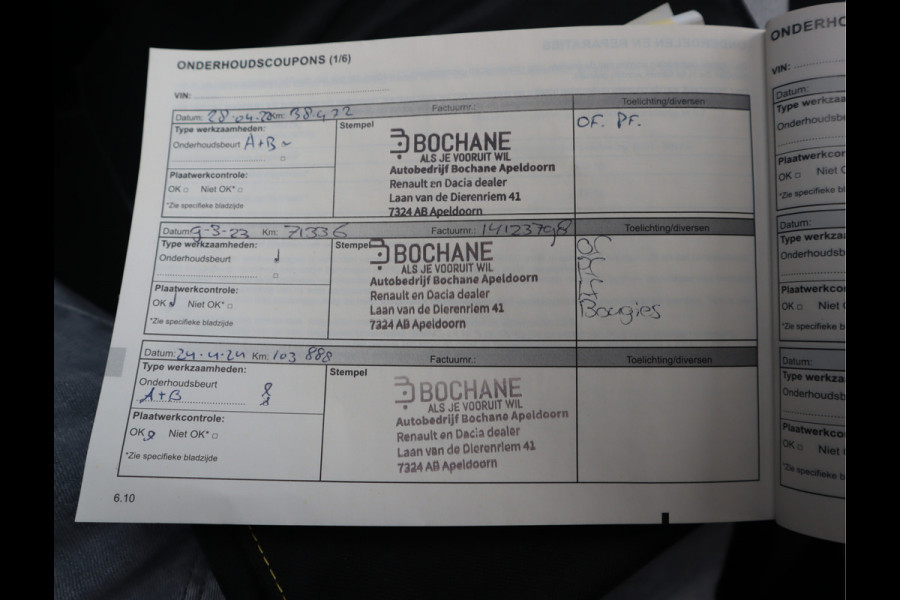 ONDERHOUDSCOUPONS (1/6)
VIN:
Datum: 28-04-22 Km: 38.422 Factuurnr.: Toelichting/diversen
Type werkzaamheden:
Onderhoudsbeurt A+B
Plaatwerkcontrole:
OK Niet OK*
*Zie specifieke bladzijde
Stempel
BOCHANE
ALS JE VOORUIT WIL
Autobedrijf Bochane Apeldoorn
Renault en Dacia dealer
Laan van de Dierenriem 41
7324 AB Apeldoorn
OF. PF.
Datum: 9-3-23 Km: 71336 Factuurnr.: 14123798 Toelichting/diversen
Type werkzaamheden:
Onderhoudsbeurt
Plaatwerkcontrole:
OK Niet OK*
*Zie specifieke bladzijde
Stempel
BOCHANE
ALS JE VOORUIT WIL
Autobedrijf Bochane Apeldoorn
Renault en Dacia dealer
Laan van de Dierenriem 41
7324 AB Apeldoorn
Bougies
Datum: 24-4-24 Km: 103 888 Factuurnr.: Toelichting/diversen
Type werkzaamheden:
Onderhoudsbeurt
A+B
Plaatwerkcontrole:
OK Niet OK*
*Zie specifieke bladzijde
Stempel
BOCHANE
ALS JE VOORUIT WIL
Autobedrijf Bochane Apeldoorn
Renault en Dacia dealer
Laan van de Dierenriem 41
7324 AB Apeldoorn
6.10
ONDERHO
VIN:
Datum:
Type werkzaa
Onderhoudsbe
Plaatwerkcor
OK Niet
*Zie specifieke
Datum:
Type werkzaa
Onderhoudsb
Plaatwerkco
OK Niet
*Zie specifieke
Datum:
Type werkza
Onderhoudsb
Plaatwerkco
OK Niet
*Zie specifieke b